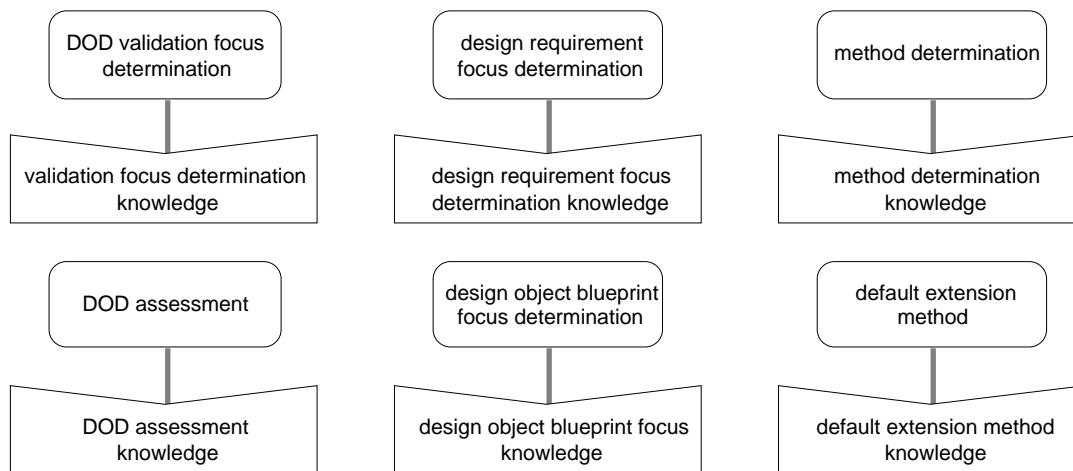 DOD validation focus
determination
design requirement
focus determination
method determination
validation focus determination
knowledge
design requirement focus
determination knowledge
method determination
knowledge
DOD assessment
design object blueprint
focus determination
default extension
method
DOD assessment
knowledge
design object blueprint focus
knowledge
default extension method
knowledge